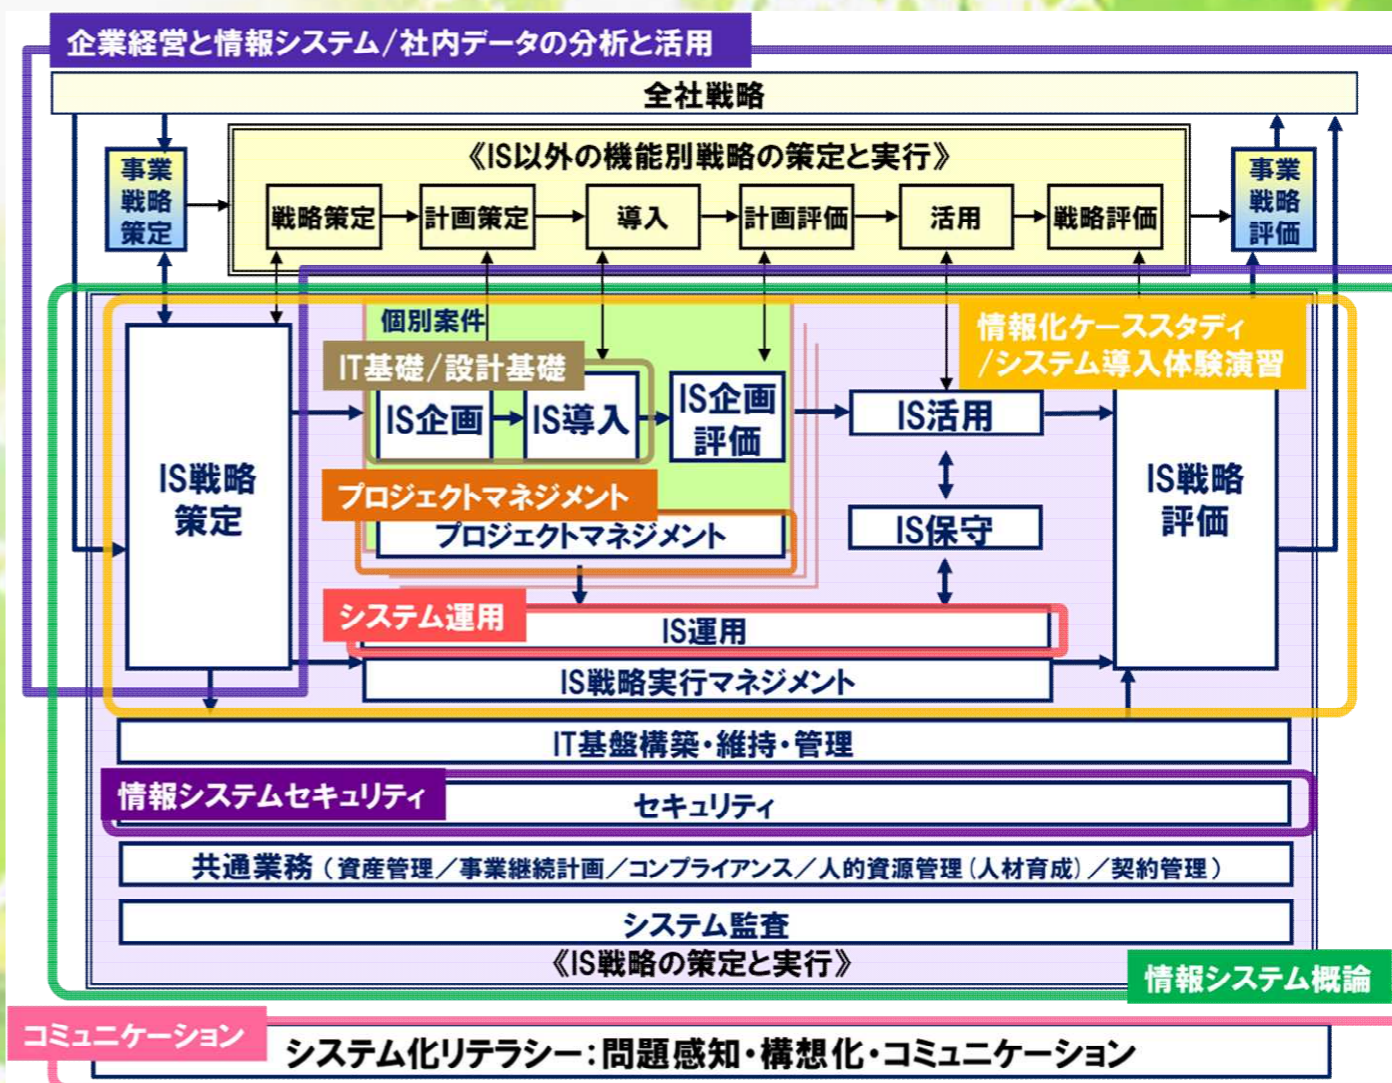 企業経営と情報システム/社内データの分析と活用
全社戦略
事業
戦略
策定
《IS以外の機能別戦略の策定と実行》
戦略策定
計画策定
導入
計画評価
活用
戦略評価
事業
戦略
評価
個別案件
情報化ケーススタディ
/システム導入体験演習
IT基礎/設計基礎
IS企画
IS導入
IS企画
評価
IS活用
IS戦略
策定
IS戦略
評価
プロジェクトマネジメント
プロジェクトマネジメント
IS保守
システム運用
IS運用
IS戦略実行マネジメント
IT基盤構築・維持・管理
情報システムセキュリティ
セキュリティ
共通業務（資産管理／事業継続計画／コンプライアンス／人的資源管理(人材育成)／契約管理）
システム監査
《IS戦略の策定と実行》
情報システム概論
コミュニケーション
システム化リテラシー：問題感知・構想化・コミュニケーション